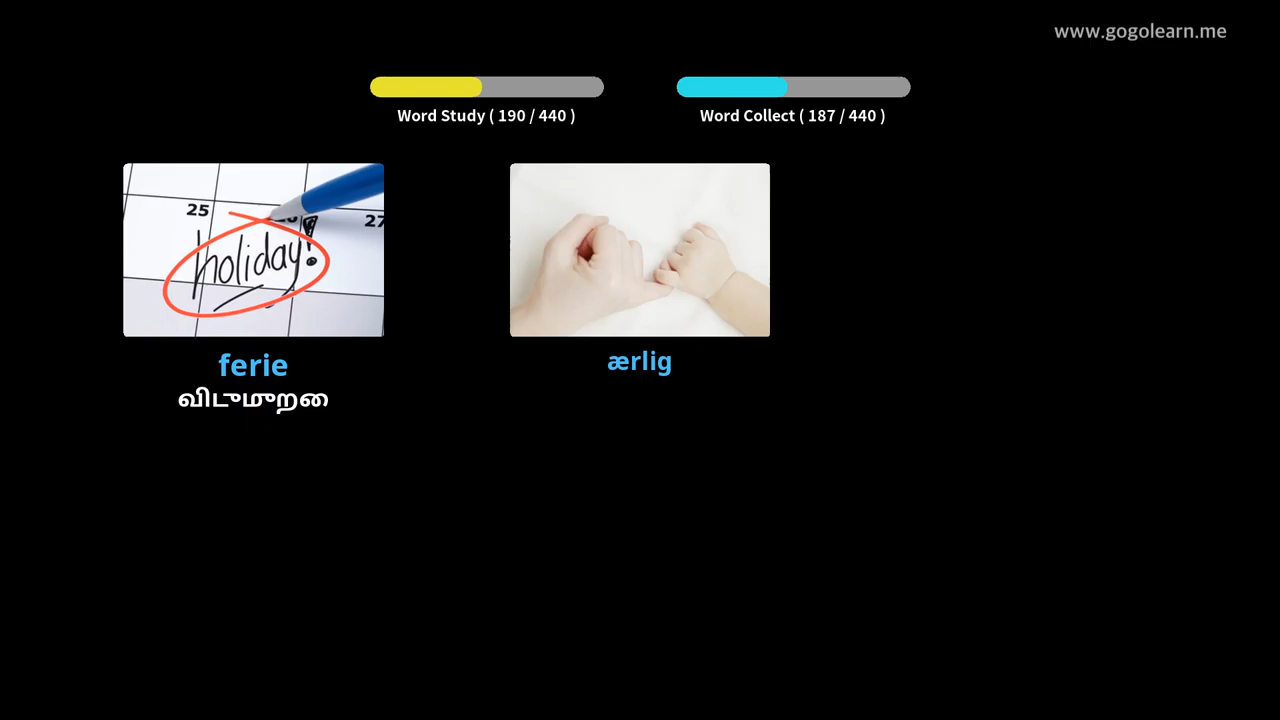 www.gogolearn.me
Word Study ( 190 / 440 )
Word Collect ( 187 / 440 )
25
27
holiday!
ferie
விடுமுறை
ærlig